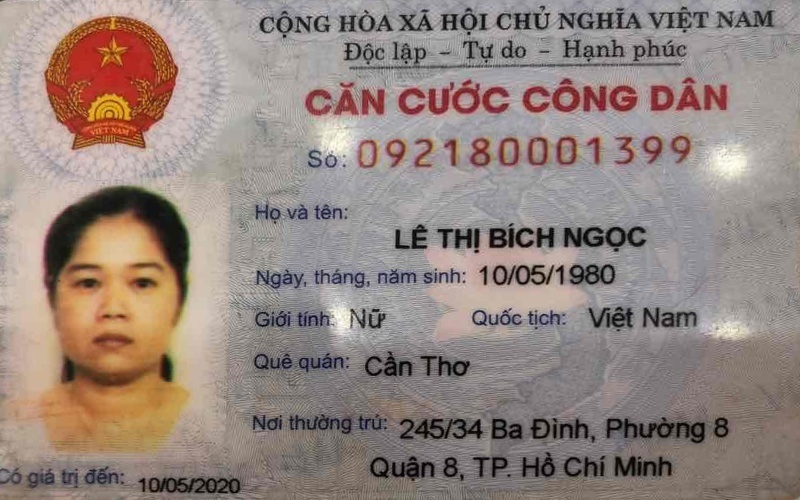 CỘNG HÒA XÃ HỘI CHỦ NGHĨA VIỆT NAM
Độc lập - Tự do - Hạnh phúc
CĂN CƯỚC CÔNG DÂN
Số: 092180001399
Họ và tên:
LÊ THỊ BÍCH NGỌC
Ngày, tháng, năm sinh: 10/05/1980
Giới tính: Nữ Quốc tịch: Việt Nam
Quê quán: Cần Thơ
Nơi thường trú: 245/34 Ba Đình, Phường 8
Quận 8, TP. Hồ Chí Minh
Có giá trị đến: 10/05/2020
VIỆT NAM